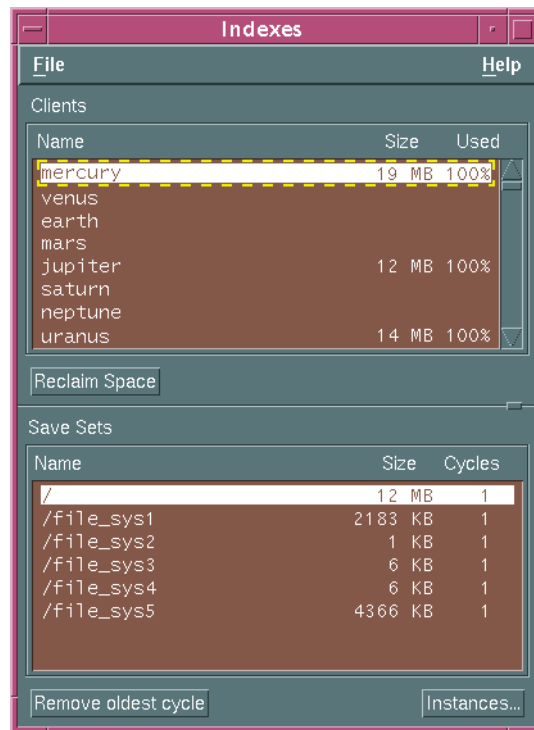 Indexes
File Help
Clients
Name Size Used
mercury 19 MB 100%
venus
earth
mars
jupiter 12 MB 100%
saturn
neptune
uranus 14 MB 100%
Reclaim Space
Save Sets
Name Size Cycles
/ 12 MB 1
/file_sys1 2183 KB 1
/file_sys2 1 KB 1
/file_sys3 6 KB 1
/file_sys4 6 KB 1
/file_sys5 4366 KB 1
Remove oldest cycle Instances...